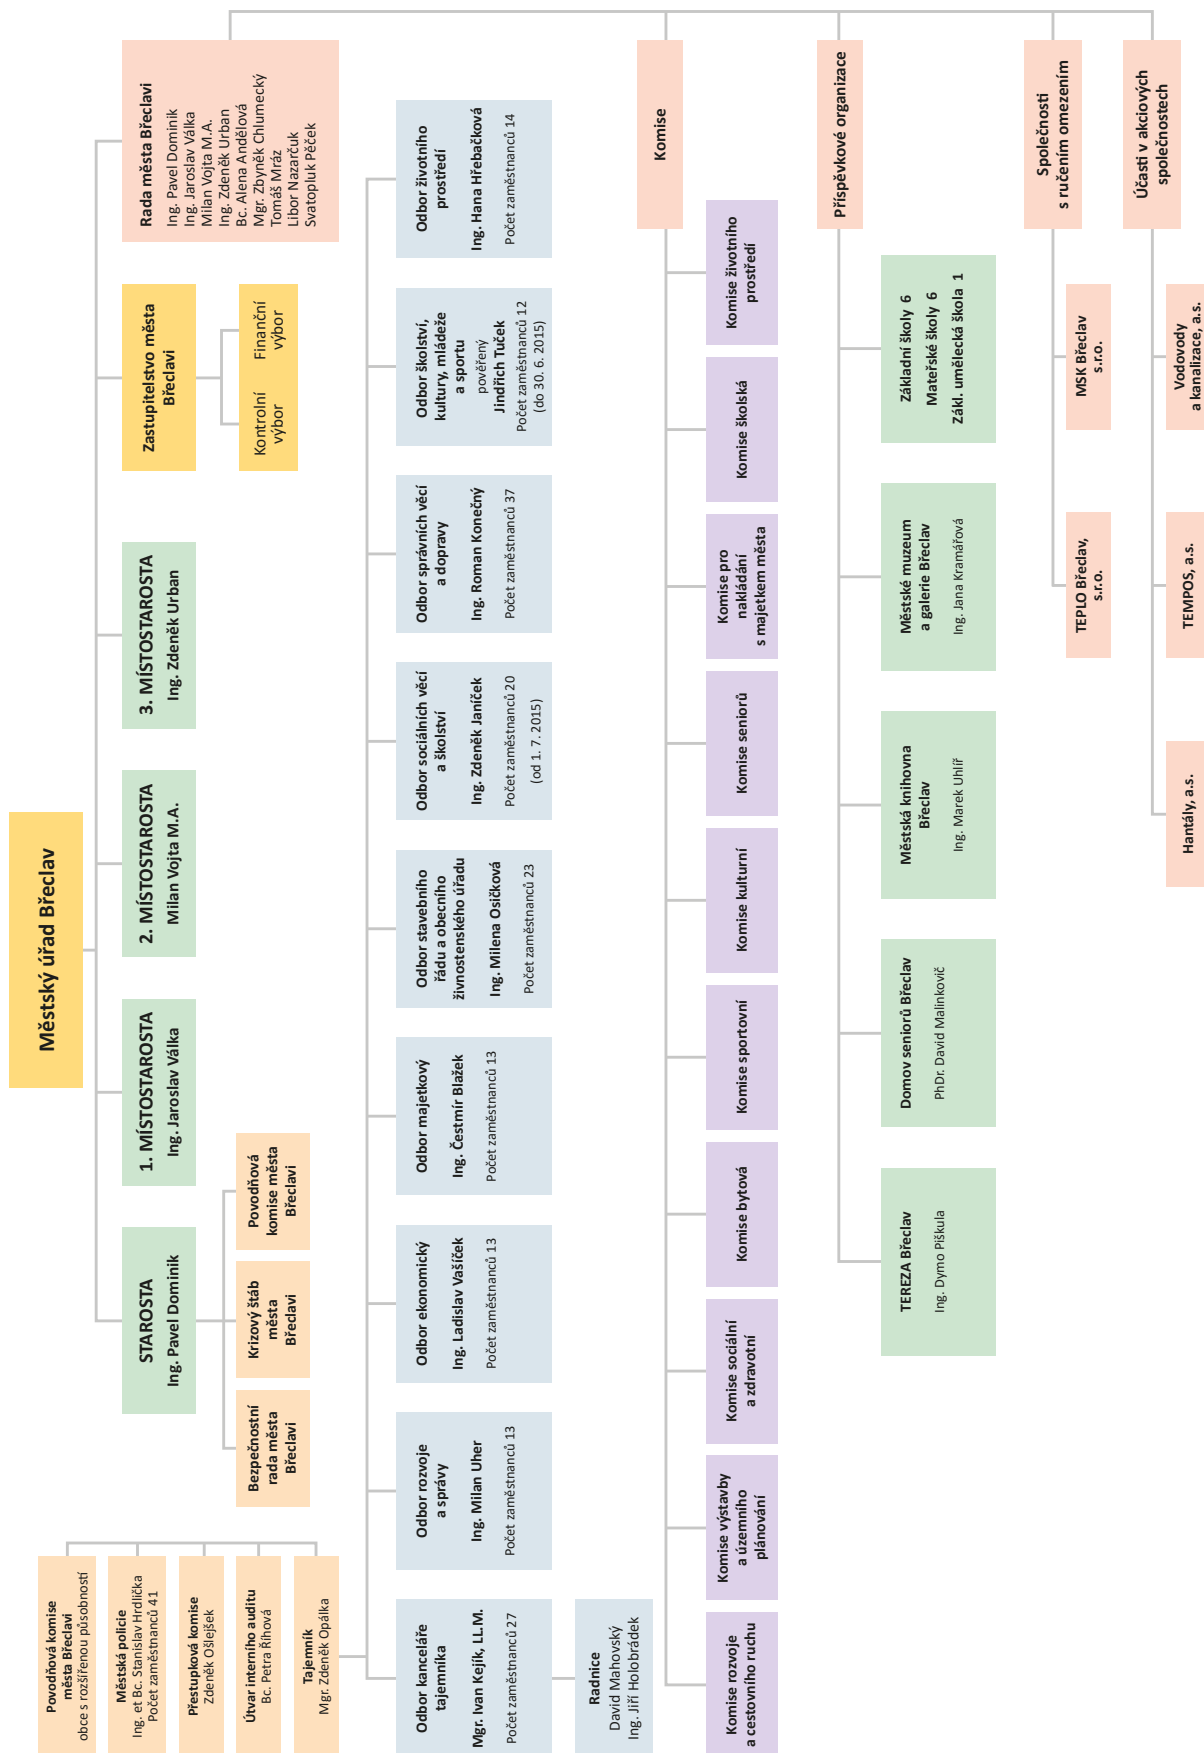 Městský úřad Břeclav
STAROSTA
Ing. Pavel Dominik
1. MÍSTOSTAROSTA
Ing. Jaroslav Válka
2. MÍSTOSTAROSTA
Milan Vojta M.A.
3. MÍSTOSTAROSTA
Ing. Zdeněk Urban
Zastupitelstvo města
Břeclavi
Kontrolní
výbor
Finanční
výbor
Rada města Břeclavi
Ing. Pavel Dominik
Ing. Jaroslav Válka
Milan Vojta M.A.
Ing. Zdeněk Urban
Bc. Alena Andělová
Mgr. Zbyněk Chlumecký
Tomáš Mráz
Libor Nazarčuk
Svatopluk Pěček
Bezpečnostní
rada města
Břeclavi
Krizový štáb
města
Břeclavi
Povodňová
komise města
Břeclavi
Povodňová komise
města Břeclavi
obce s rozšířenou působností
Městská policie
Ing. et Bc. Stanislav Hrdlička
Počet zaměstnanců 41
Přestupková komise
Zdeněk Ošlejšek
Útvar interního auditu
Bc. Petra Říhová
Tajemník
Mgr. Zdeněk Opálka
Odbor kanceláře
tajemníka
Mgr. Ivan Kejík, LL.M.
Počet zaměstnanců 27
Odbor rozvoje
a správy
Ing. Milan Uher
Počet zaměstnanců 13
Odbor ekonomický
Ing. Ladislav Vašíček
Počet zaměstnanců 13
Odbor majetkový
Ing. Čestmír Blažek
Počet zaměstnanců 13
Odbor stavebního
řádu a obecního
živnostenského úřadu
Ing. Milena Osičková
Počet zaměstnanců 23
Odbor sociálních věcí
a školství
Ing. Zdeněk Janíček
Počet zaměstnanců 20
(od 1. 7. 2015)
Odbor správních věcí
a dopravy
Ing. Roman Konečný
Počet zaměstnanců 37
Odbor školství,
kultury, mládeže
a sportu
pověřený
Jindřich Tuček
Počet zaměstnanců 12
(do 30. 6. 2015)
Odbor životního
prostředí
Ing. Hana Hřebačková
Počet zaměstnanců 14
Radnice
David Mahovský
Ing. Jiří Holobrádek
Komise
Komise rozvoje
a cestovního ruchu
Komise výstavby
a územního
plánování
Komise sociální
a zdravotní
Komise bytová
Komise sportovní
Komise kulturní
Komise seniorů
Komise pro
nakládání
s majetkem města
Komise školská
Komise životního
prostředí
Příspěvkové organizace
TEREZA Břeclav
Ing. Dymo Piškula
Domov seniorů Břeclav
PhDr. David Malinkovič
Městská knihovna
Břeclav
Ing. Marek Uhlíř
Městské muzeum
a galerie Břeclav
Ing. Jana Kramářová
Základní školy 6
Mateřské školy 6
Zákl. umělecká škola 1
Společnosti
s ručením omezením
TEPLO Břeclav,
s.r.o.
MSK Břeclav
s.r.o.
Účasti v akciových
společnostech
Hantály, a.s.
TEMPOS, a.s.
Vodovody
a kanalizace, a.s.